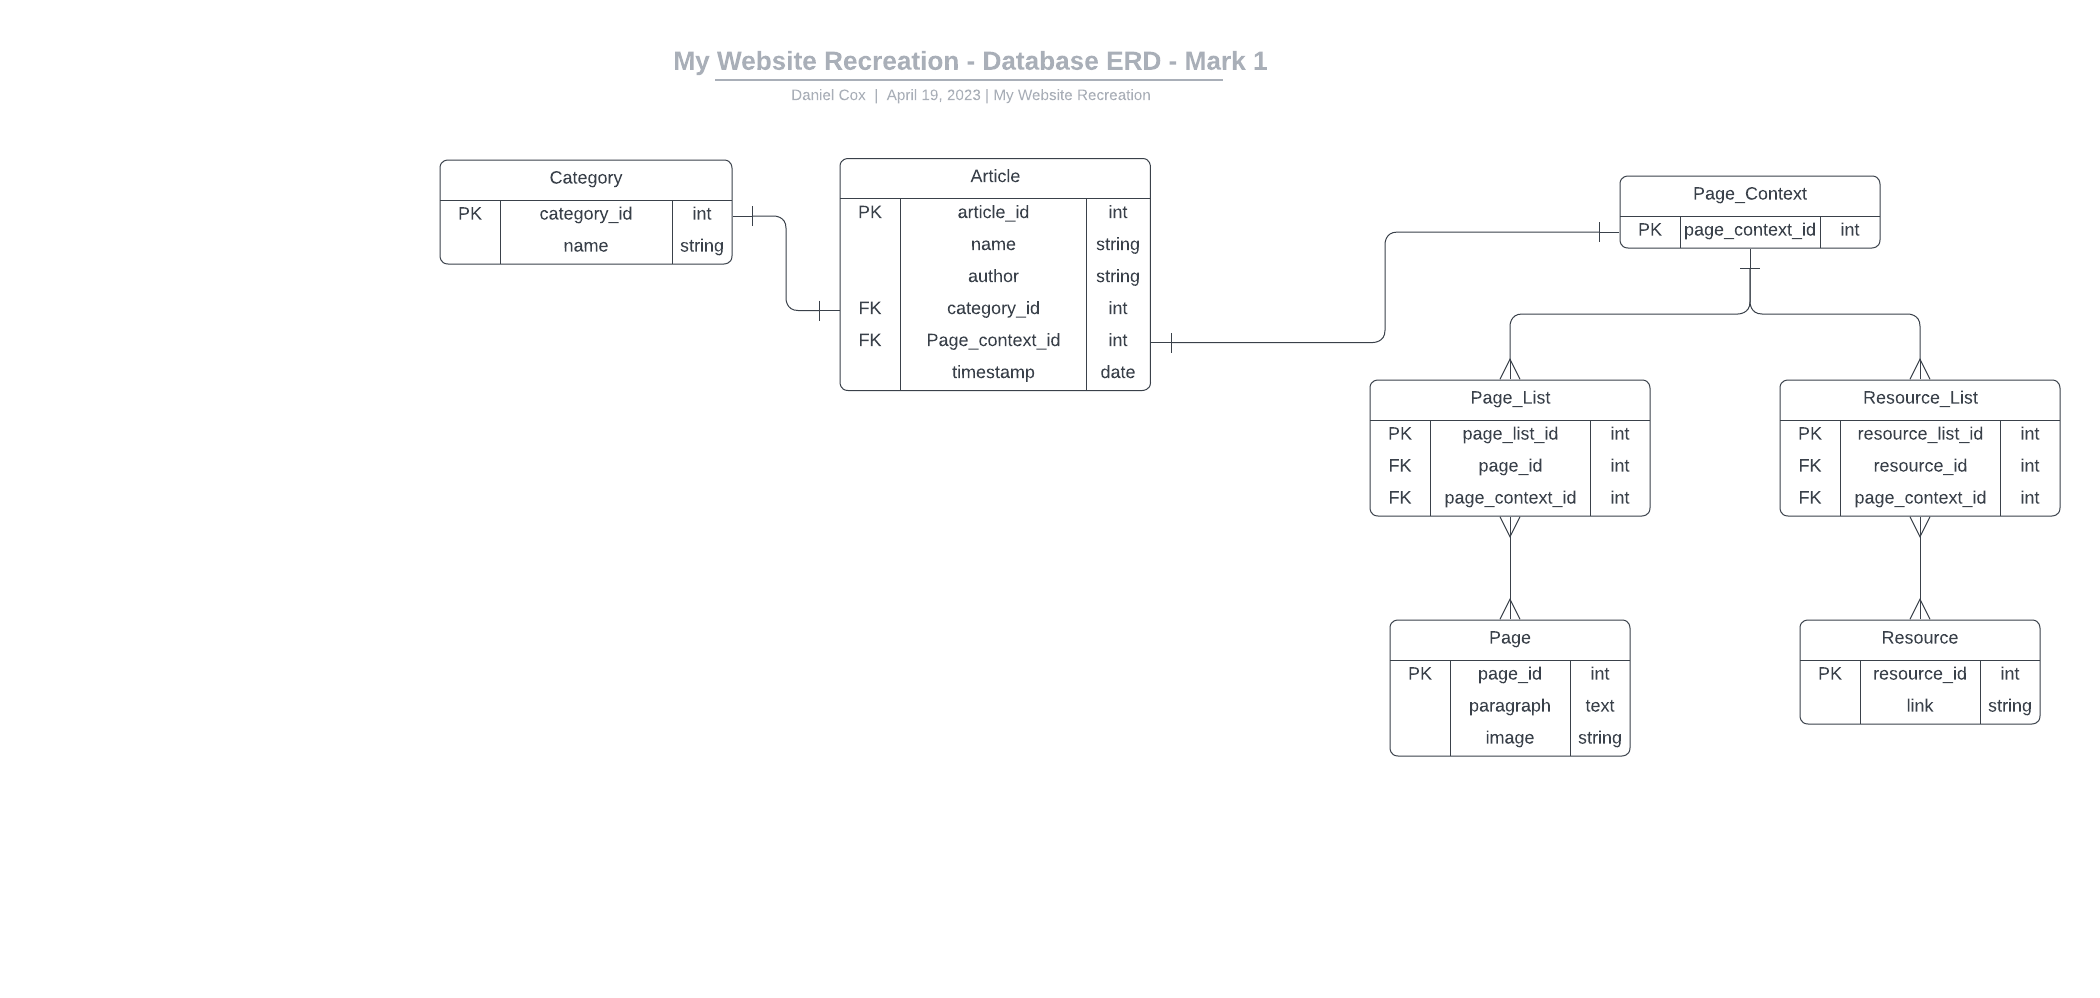 My Website Recreation - Database ERD - Mark 1
Daniel Cox | April 19, 2023 | My Website Recreation
Category
PK category_id int
name string
Article
PK article_id int
name string
author string
FK category_id int
FK Page_context_id int
timestamp date
Page_Context
PK page_context_id int
Page_List
PK page_list_id int
FK page_id int
FK page_context_id int
Resource_List
PK resource_list_id int
FK resource_id int
FK page_context_id int
Page
PK page_id int
paragraph text
image string
Resource
PK resource_id int
link string